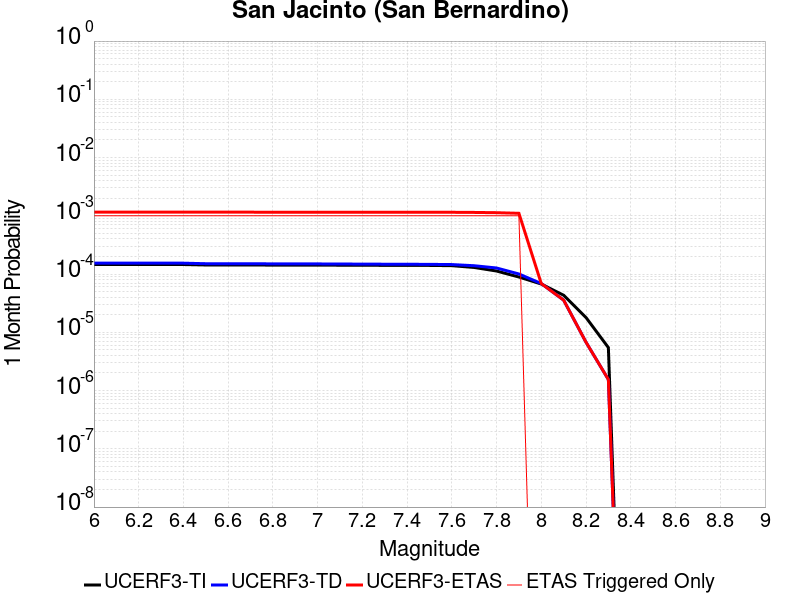 San Jacinto (San Bernardino)
10^0
10^-1
10^-2
10^-3
10^-4
10^-5
10^-6
10^-7
10^-8
1 Month Probability
6 6.2 6.4 6.6 6.8 7 7.2 7.4 7.6 7.8 8 8.2 8.4 8.6 8.8 9
Magnitude
UCERF3-TI UCERF3-TD UCERF3-ETAS ETAS Triggered Only